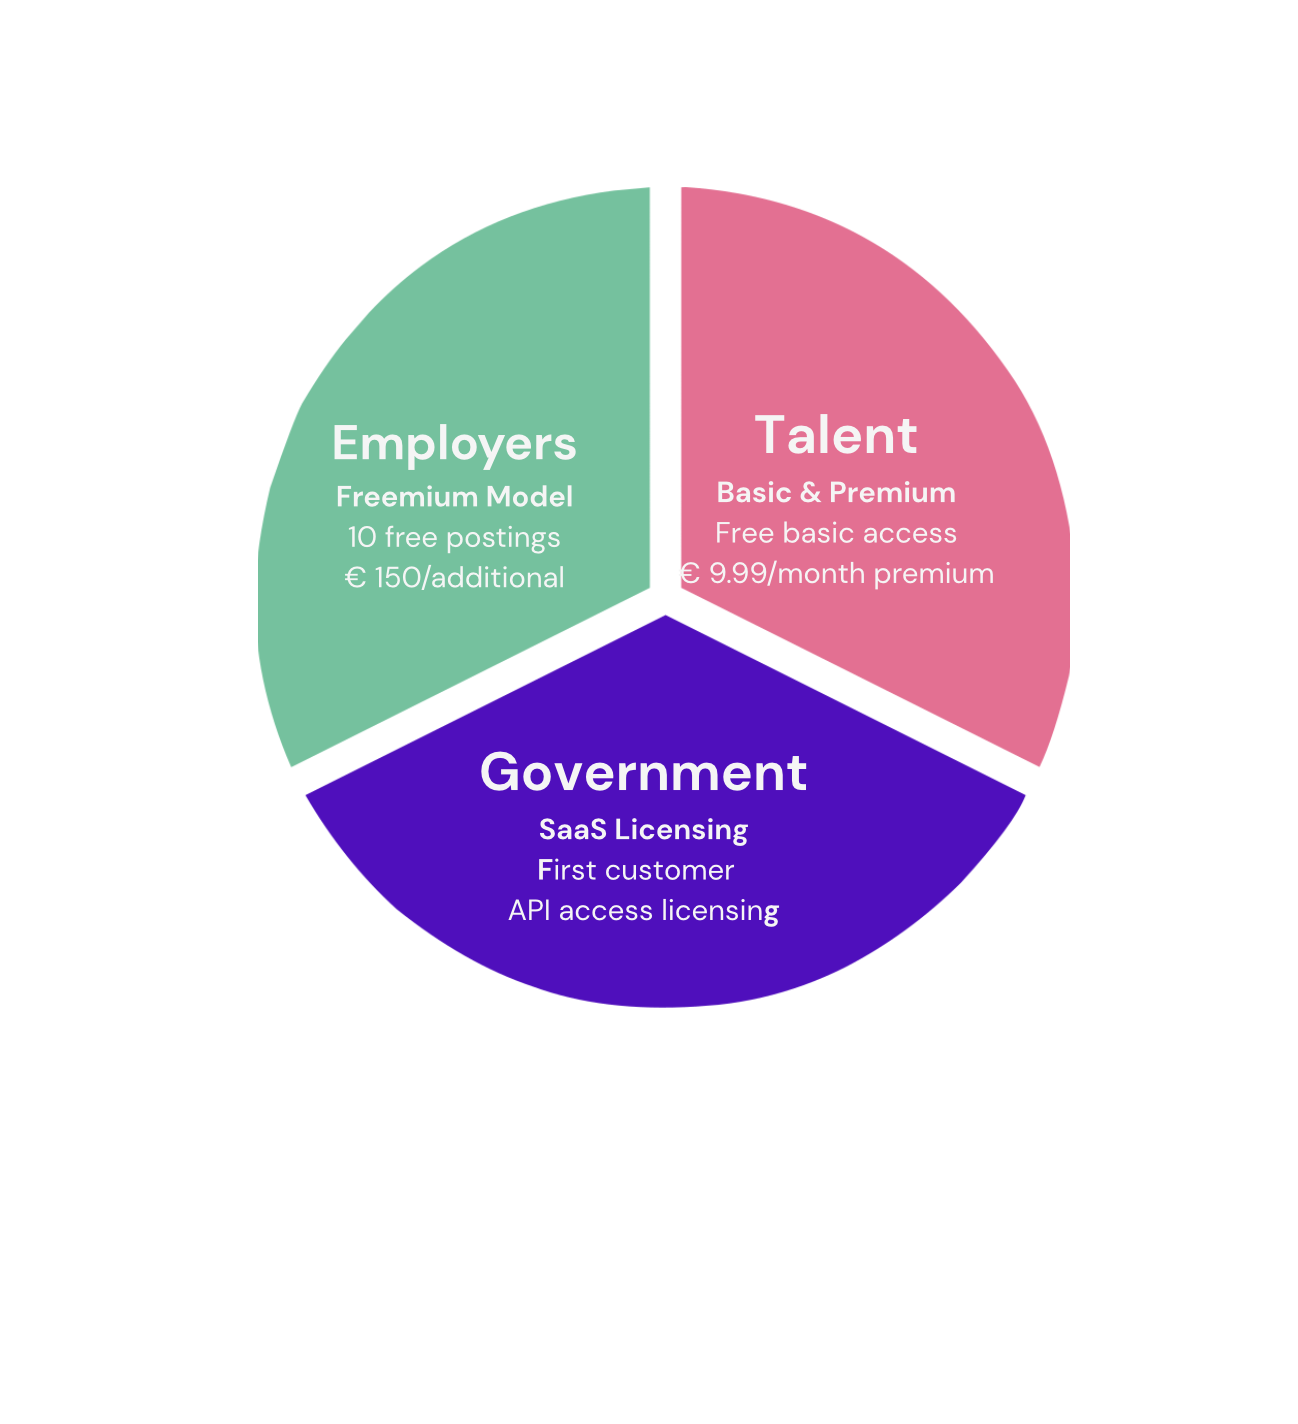 Employers
Freemium Model
10 free postings
€ 150/additional
Talent
Basic & Premium
Free basic access
€ 9.99/month premium
Government
SaaS Licensing
First customer
API access licensing